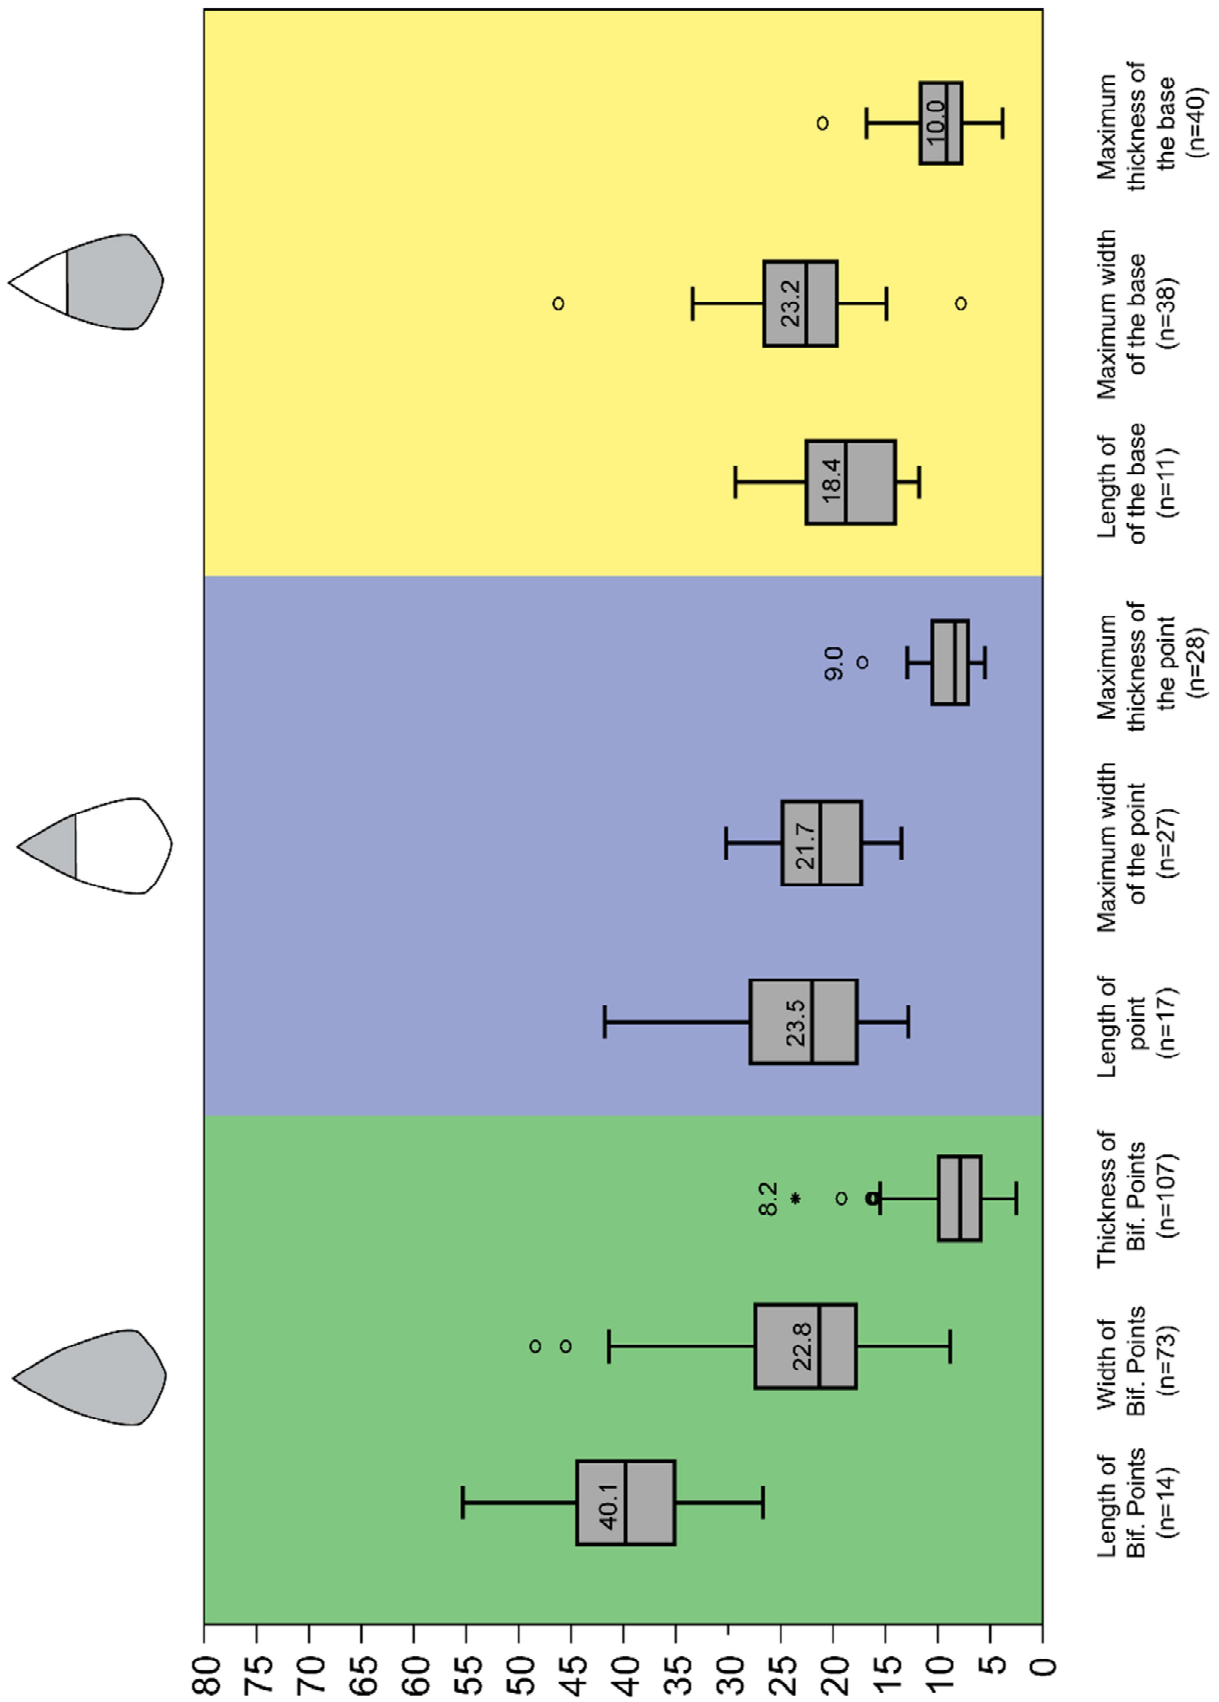 80
75
70
65
60
55
50
45
40
35
30
25
20
15
10
5
0
40.1
22.8
8.2
23.5
21.7
9.0
18.4
23.2
10.0
Length of
Bif. Points
(n=14)
Width of
Bif. Points
(n=73)
Thickness of
Bif. Points
(n=107)
Length of
point
(n=17)
Maximum width
of the point
(n=27)
Maximum
thickness of
the point
(n=28)
Length of
of the base
(n=11)
Maximum width
of the base
(n=38)
Maximum
thickness of
the base
(n=40)